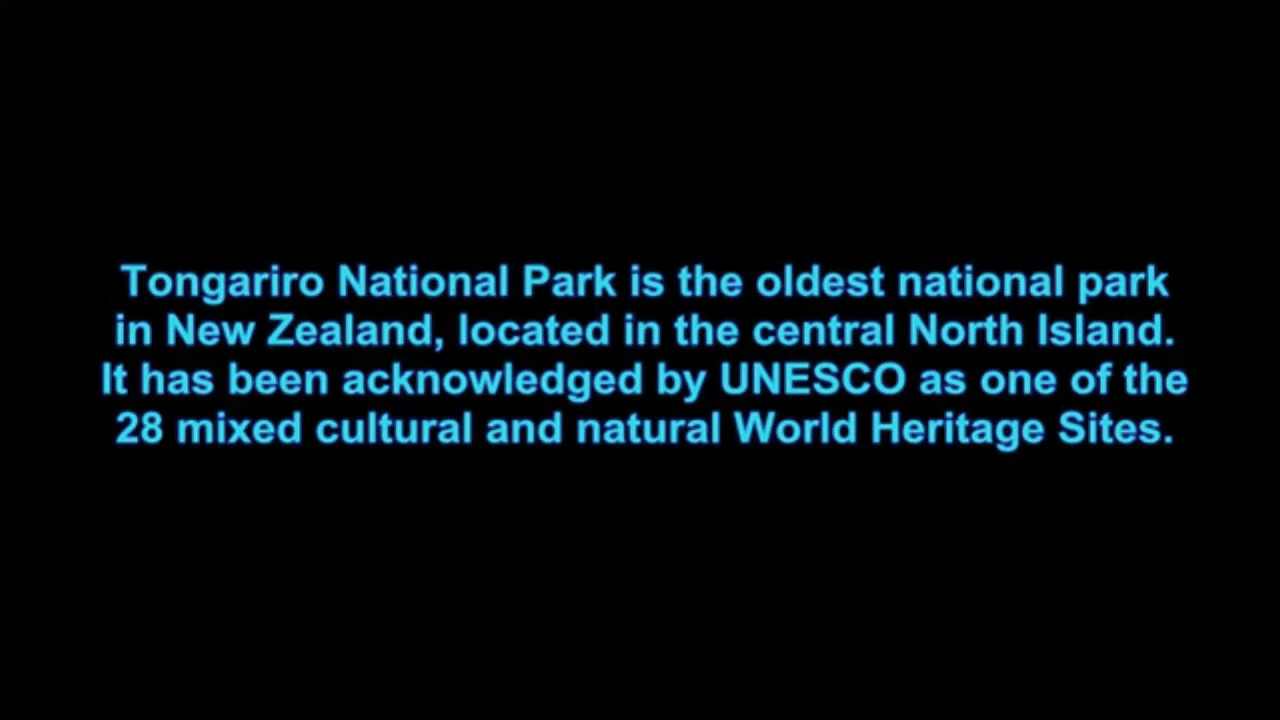 Tongariro National Park is the oldest national park
in New Zealand, located in the central North Island.
It has been acknowledged by UNESCO as one of the
28 mixed cultural and natural World Heritage Sites.